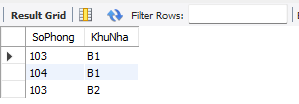 Result Grid Filter Rows:
SoPhong KhuNha
103 B1
104 B1
103 B2